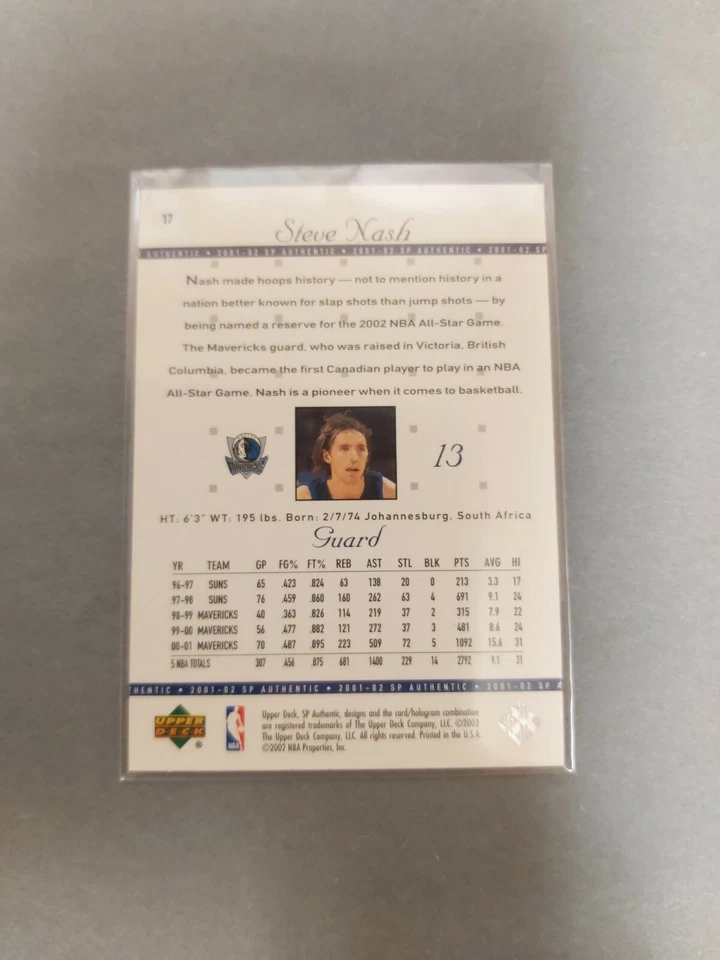 17
Steve Nash
AUTHENTIC • 2001-02 SP AUTHENTIC • 2001-02 SP AUTHENTIC • 2001-02 SP
Nash made hoops history — not to mention history in a
nation better known for slap shots than jump shots — by
being named a reserve for the 2002 NBA All-Star Game.
The Mavericks guard, who was raised in Victoria, British
Columbia, became the first Canadian player to play in an NBA
All-Star Game. Nash is a pioneer when it comes to basketball.
MAVERICKS
13
HT: 6'3" WT: 195 lbs. Born: 2/7/74 Johannesburg, South Africa
Guard
YR TEAM GP FG% FT% REB AST STL BLK PTS AVG HI
96-97 SUNS 65 .423 .824 63 138 20 0 213 3.3 17
97-98 SUNS 76 .459 .860 160 262 63 4 691 9.1 24
98-99 MAVERICKS 40 .363 .826 114 219 37 2 315 7.9 22
99-00 MAVERICKS 56 .477 .882 121 272 37 3 481 8.6 24
00-01 MAVERICKS 70 .487 .895 223 509 72 5 1092 15.6 31
5 NBA TOTALS 307 .456 .875 681 1400 229 14 2792 9.1 31
HENTIC • 2001-02 SP AUTHENTIC • 2001-02 SP AUTHENTIC • 2001-02 SP A
UPPER
DECK
®
NBA
Upper Deck, SP Authentic, designs and the card/hologram combination
are registered trademarks of The Upper Deck Company, LLC. ©2002
The Upper Deck Company, LLC. All rights reserved. Printed in the U.S.A.
©2002 NBA Properties, Inc.